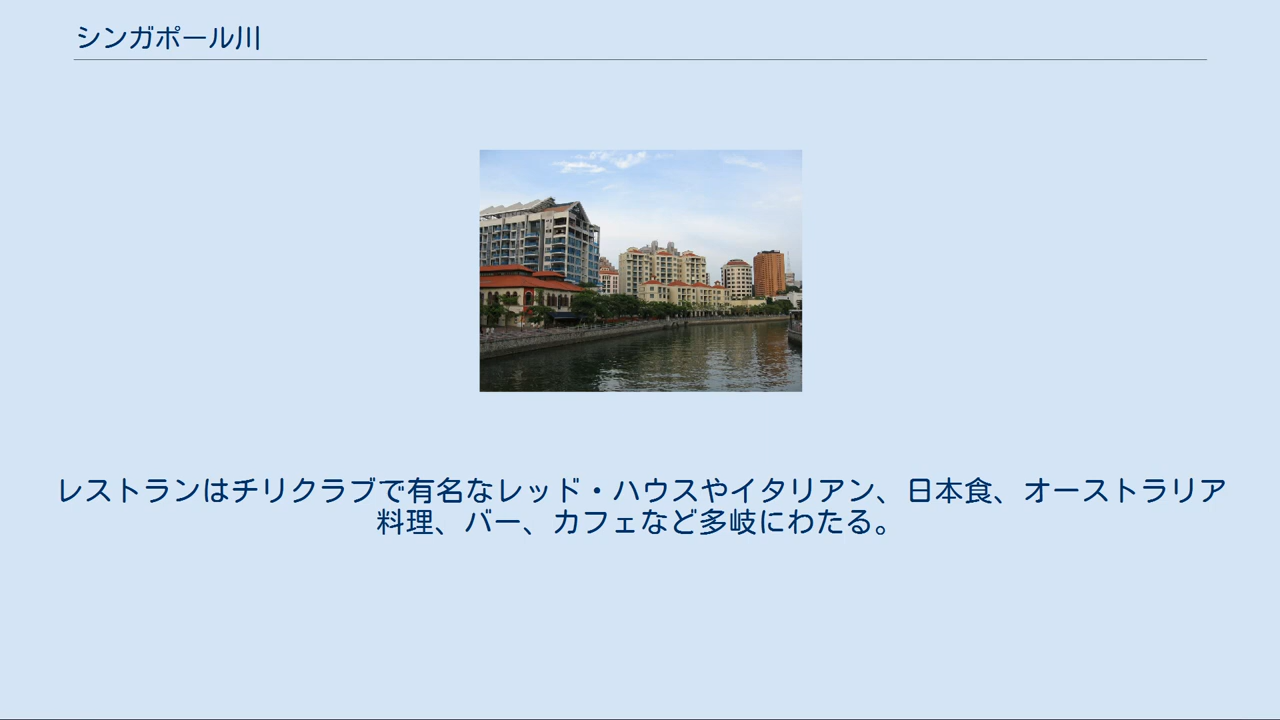 シンガポール川
レストランはチリクラブで有名なレッド・ハウスやイタリアン、日本食、オーストラリア
料理、バー、カフェなど多岐にわたる。